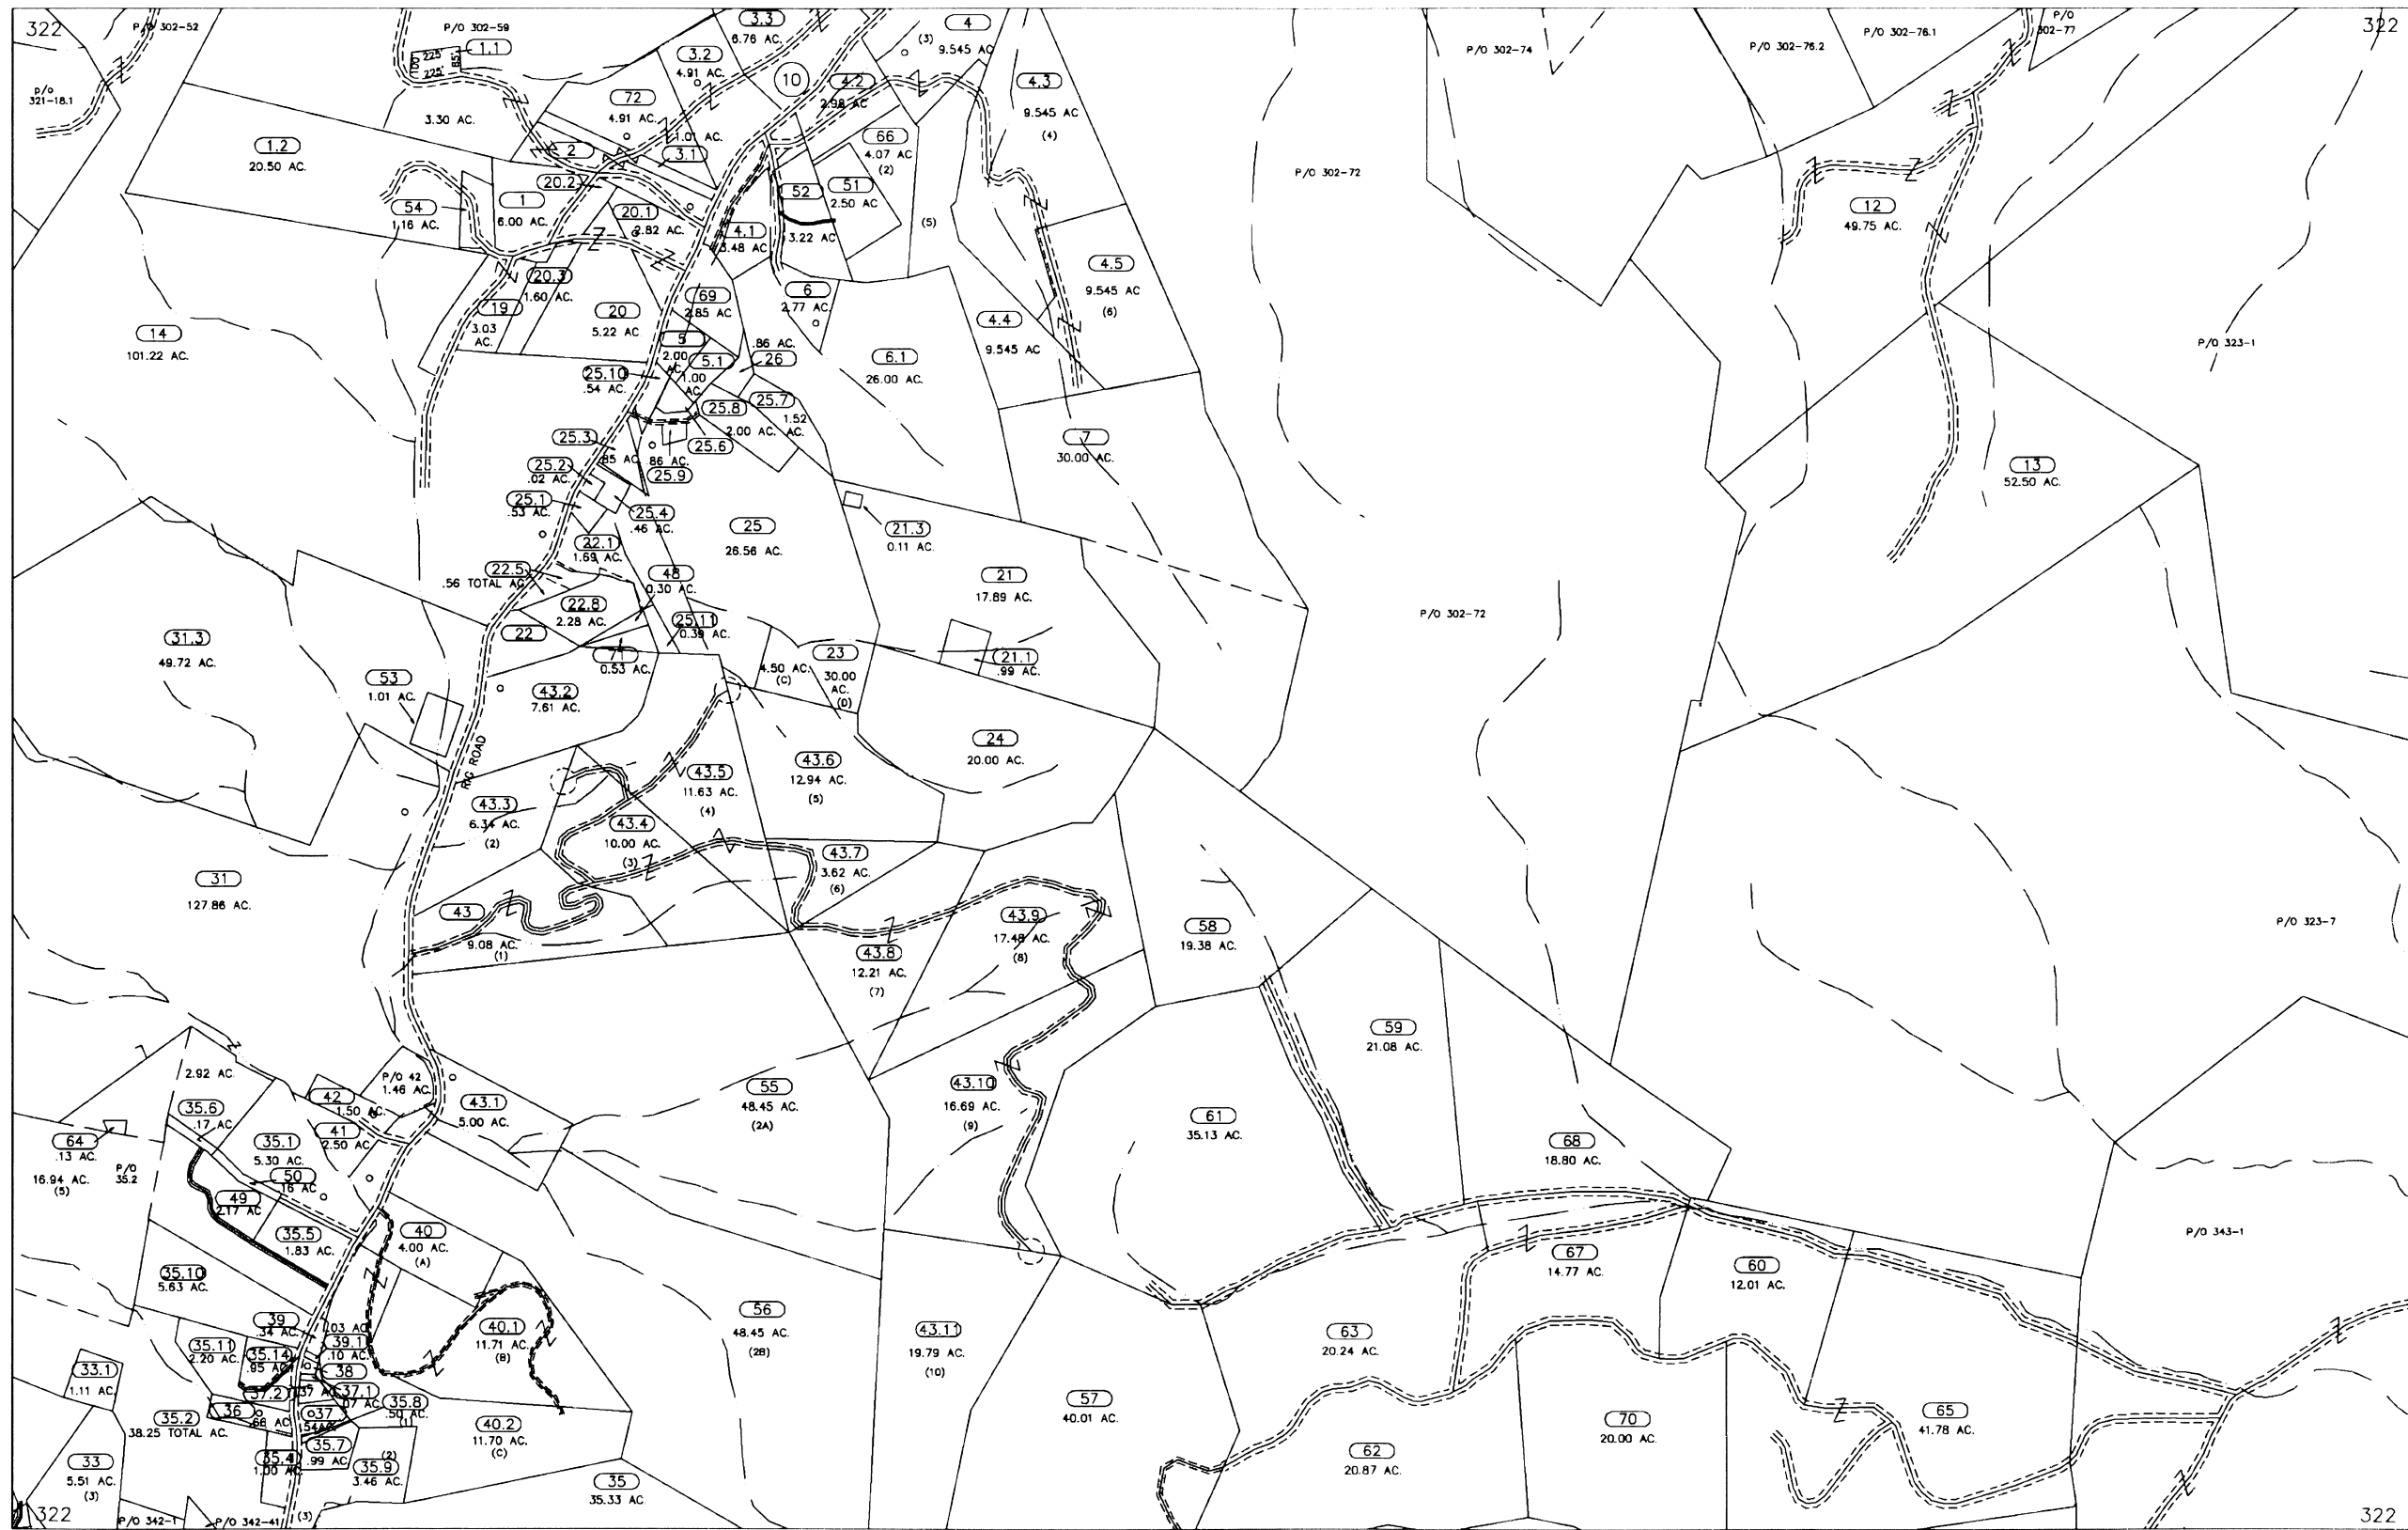 322
P/O 302-52
P/O 302-59
3.3
6.76 AC.
4
(3)
9.545 AC
P/O 302-74
P/O 302-76.2
P/O 302-76.1
P/O
302-77
322
225'
100'
225'
85'
1.1
3.2
4.91 AC.
10
4.2
2.98 AC
4.3
9.545 AC
(4)
P/O
321-18.1
72
4.91 AC.
3.30 AC.
1.01 AC.
66
4.07 AC
(2)
1.2
20.50 AC.
2
3.1
P/O 302-72
20.2
52
51
2.50 AC
54
1.16 AC.
1
6.00 AC.
20.1
2.82 AC.
4.1
3.48 AC
3.22 AC
(5)
12
49.75 AC.
4.5
9.545 AC
(6)
20.3
1.60 AC.
69
2.85 AC
6
2.77 AC.
19
3.03
AC.
20
5.22 AC
4.4
9.545 AC
14
101.22 AC.
5
2.00
AC.
5.1
1.00
AC
.86 AC.
26
6.1
26.00 AC.
P/O 323-1
25.10
.54 AC.
25.8
2.00 AC.
25.7
1.52
AC.
25.3
.85 AC
.86 AC.
25.6
7
30.00 AC.
25.2
.02 AC.
25.9
13
52.50 AC.
25.1
.53 AC.
25.4
.46 AC.
25
26.56 AC.
21.3
0.11 AC.
22.1
1.69 AC.
22.5
.56 TOTAL AC
48
0.30 AC.
21
17.89 AC.
22.8
2.28 AC.
25.11
0.39 AC.
P/O 302-72
22
31.3
49.72 AC.
71
0.53 AC.
4.50 AC.
(C)
23
30.00
AC.
(D)
21.1
.99 AC.
53
1.01 AC.
43.2
7.61 AC.
RIG ROAD
24
20.00 AC.
43.6
12.94 AC.
(5)
43.5
11.63 AC.
(4)
43.3
6.34 AC.
(2)
43.4
10.00 AC.
(3)
43.7
3.62 AC.
(6)
31
127.86 AC.
43
9.08 AC.
(1)
43.9
17.48 AC.
(8)
58
19.38 AC.
P/O 323-7
43.8
12.21 AC.
(7)
59
21.08 AC.
2.92 AC.
P/O 42
1.46 AC.
42
1.50 AC.
43.1
5.00 AC.
55
48.45 AC.
(2A)
43.10
16.69 AC.
(9)
35.6
.17 AC
61
35.13 AC.
64
.13 AC.
41
2.50 AC
35.1
5.30 AC.
68
18.80 AC.
16.94 AC.
(5)
P/O
35.2
50
.16 AC
49
2.17 AC
35.5
1.83 AC.
40
4.00 AC.
(A)
P/O 343-1
67
14.77 AC.
60
12.01 AC.
35.10
5.63 AC.
39
.34 AC.
.03 AC
56
48.45 AC.
(2B)
40.1
11.71 AC.
(B)
43.11
19.79 AC.
(10)
63
20.24 AC.
35.11
2.20 AC.
35.14
.95 AC
39.1
.10 AC.
33.1
1.11 AC.
38
37.2
.37 AC
37.1
.07 AC.
35.8
.50 AC.
(1)
57
40.01 AC.
36
.66 AC
37
.54 AC
35.2
38.25 TOTAL AC.
40.2
11.70 AC.
(C)
70
20.00 AC.
65
41.78 AC.
35.7
.99 AC
35.4
1.00 AC
(2)
35.9
3.46 AC.
62
20.87 AC.
33
5.51 AC.
(3)
35
35.33 AC
322
P/O 342-1
P/O 342-41
(3)
322